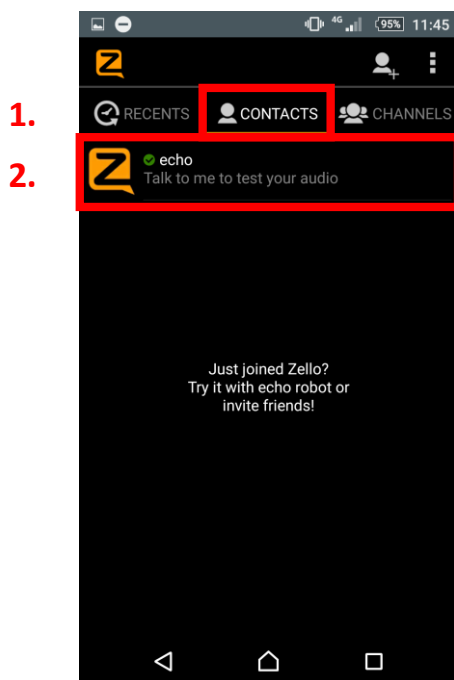 4G 95% 11:45
Z
1. RECENTS CONTACTS CHANNELS
2. Z echo
Talk to me to test your audio
Just joined Zello?
Try it with echo robot or
invite friends!